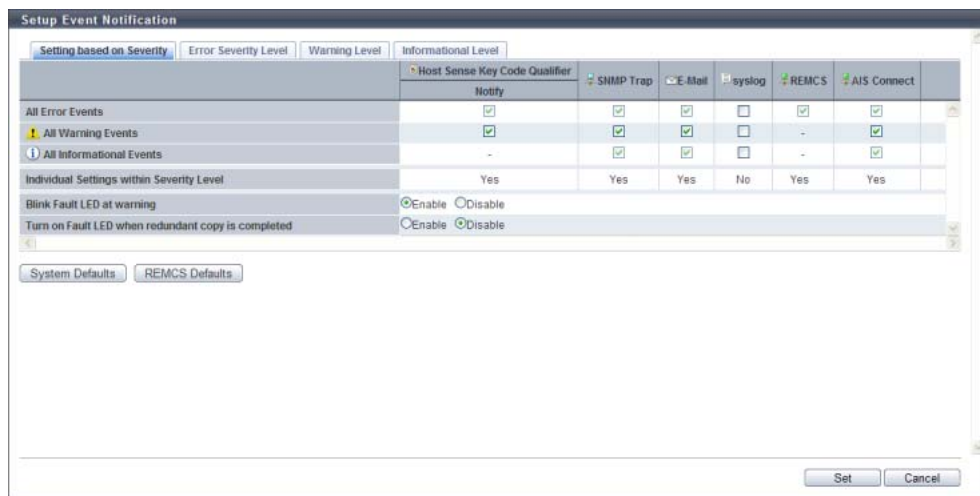 Setup Event Notification
Setting based on Severity Error Severity Level Warning Level Informational Level
Host Sense Key Code Qualifier SNMP Trap E-Mail syslog REMCS AIS Connect
Notify
All Error Events
All Warning Events -
All Informational Events - -
Individual Settings within Severity Level Yes Yes Yes No Yes Yes
Blink Fault LED at warning Enable Disable
Turn on Fault LED when redundant copy is completed Enable Disable
System Defaults REMCS Defaults
Set Cancel